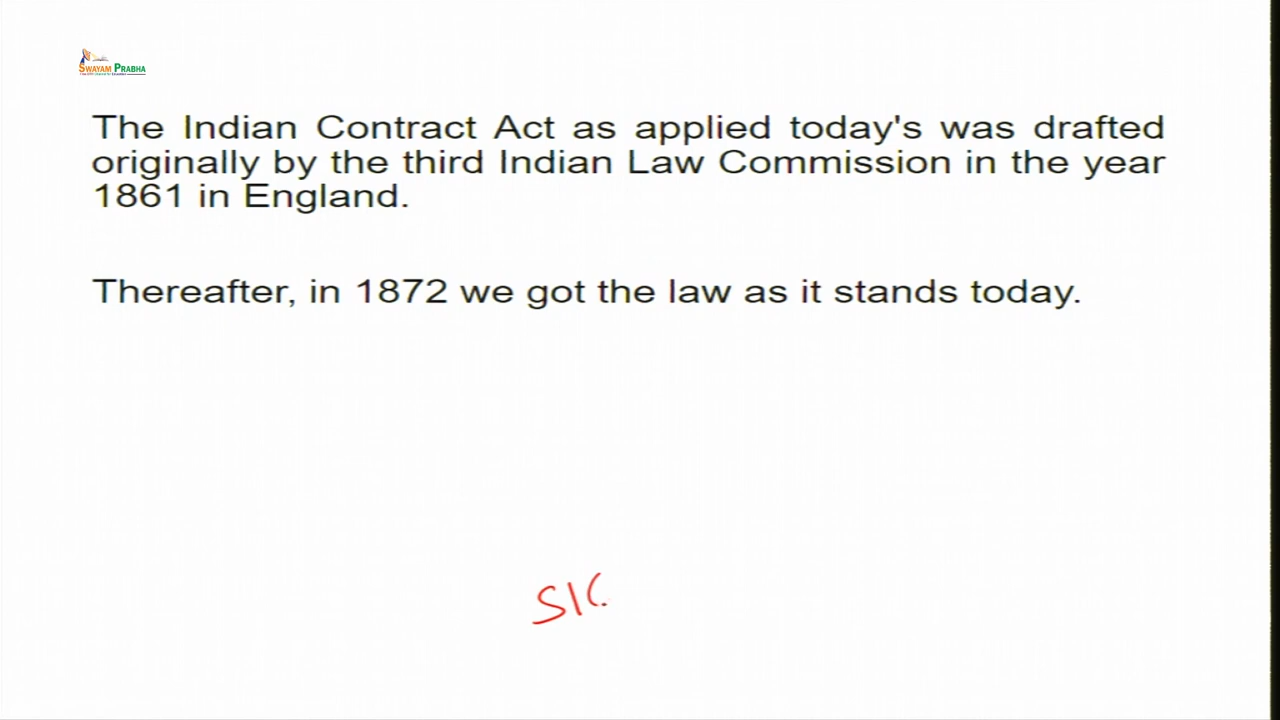 SWAYAM PRABHA
The Indian Contract Act as applied today's was drafted
originally by the third Indian Law Commission in the year
1861 in England.
Thereafter, in 1872 we got the law as it stands today.